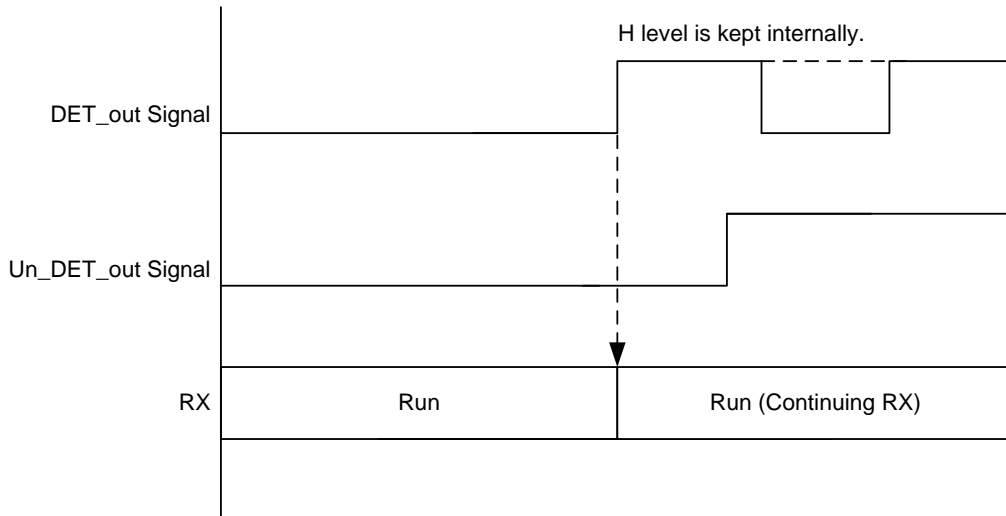 H level is kept internally.
DET_out Signal
Un_DET_out Signal
RX
Run
Run (Continuing RX)